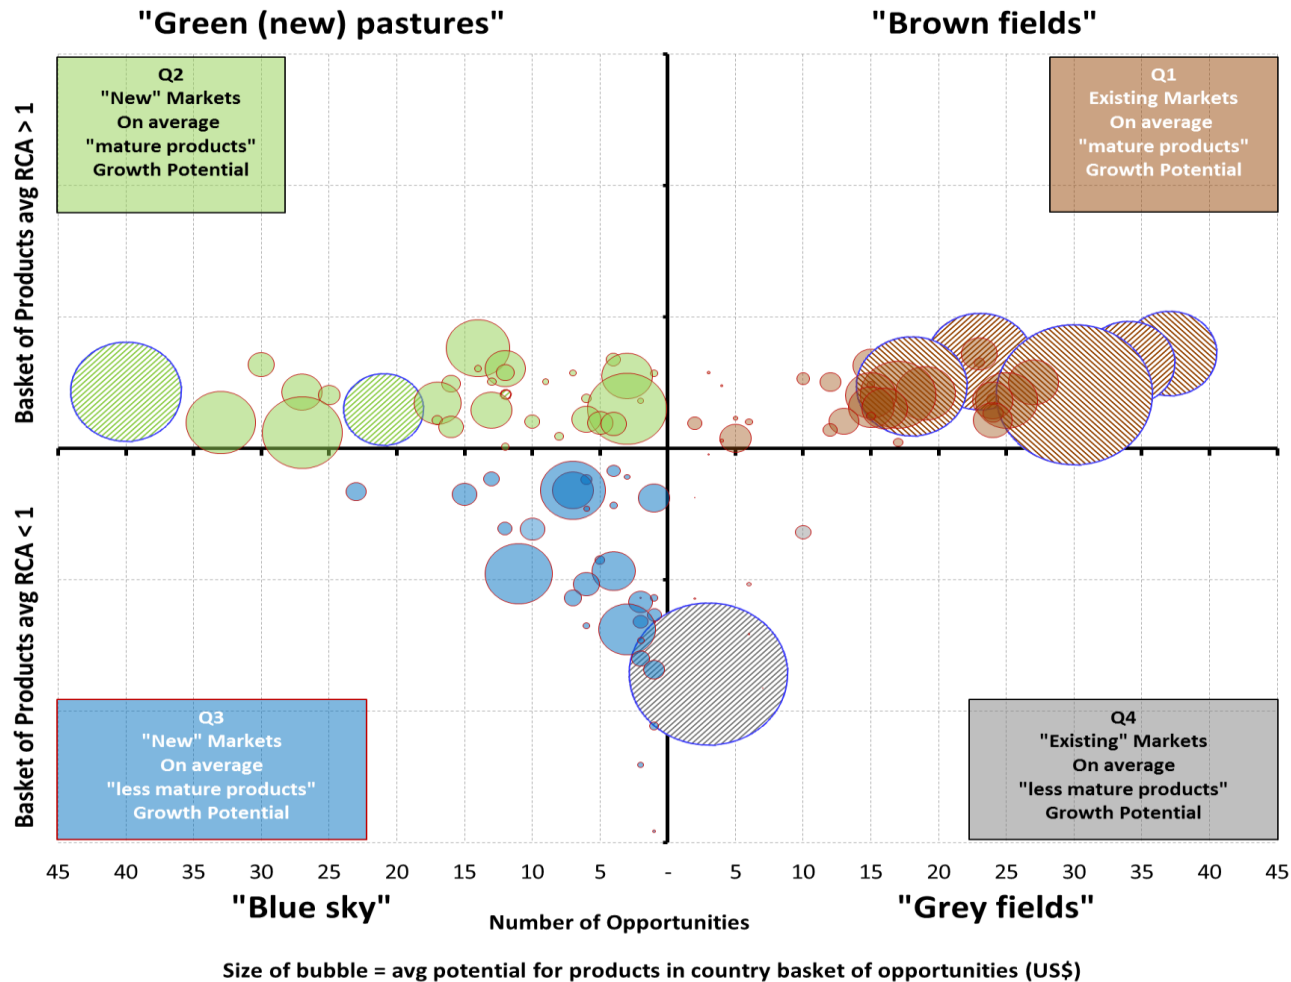 "Green (new) pastures"
"Brown fields"
Basket of Products avg RCA > 1
Q2
"New" Markets
On average
"mature products"
Growth Potential
Q1
Existing Markets
On average
"mature products"
Growth Potential
Basket of Products avg RCA < 1
Q3
"New" Markets
On average
"less mature products"
Growth Potential
Q4
"Existing" Markets
On average
"less mature products"
Growth Potential
45 40 35 30 25 20 15 10 5 - 5 10 15 20 25 30 35 40 45
"Blue sky"
Number of Opportunities
"Grey fields"
Size of bubble = avg potential for products in country basket of opportunities (US$)